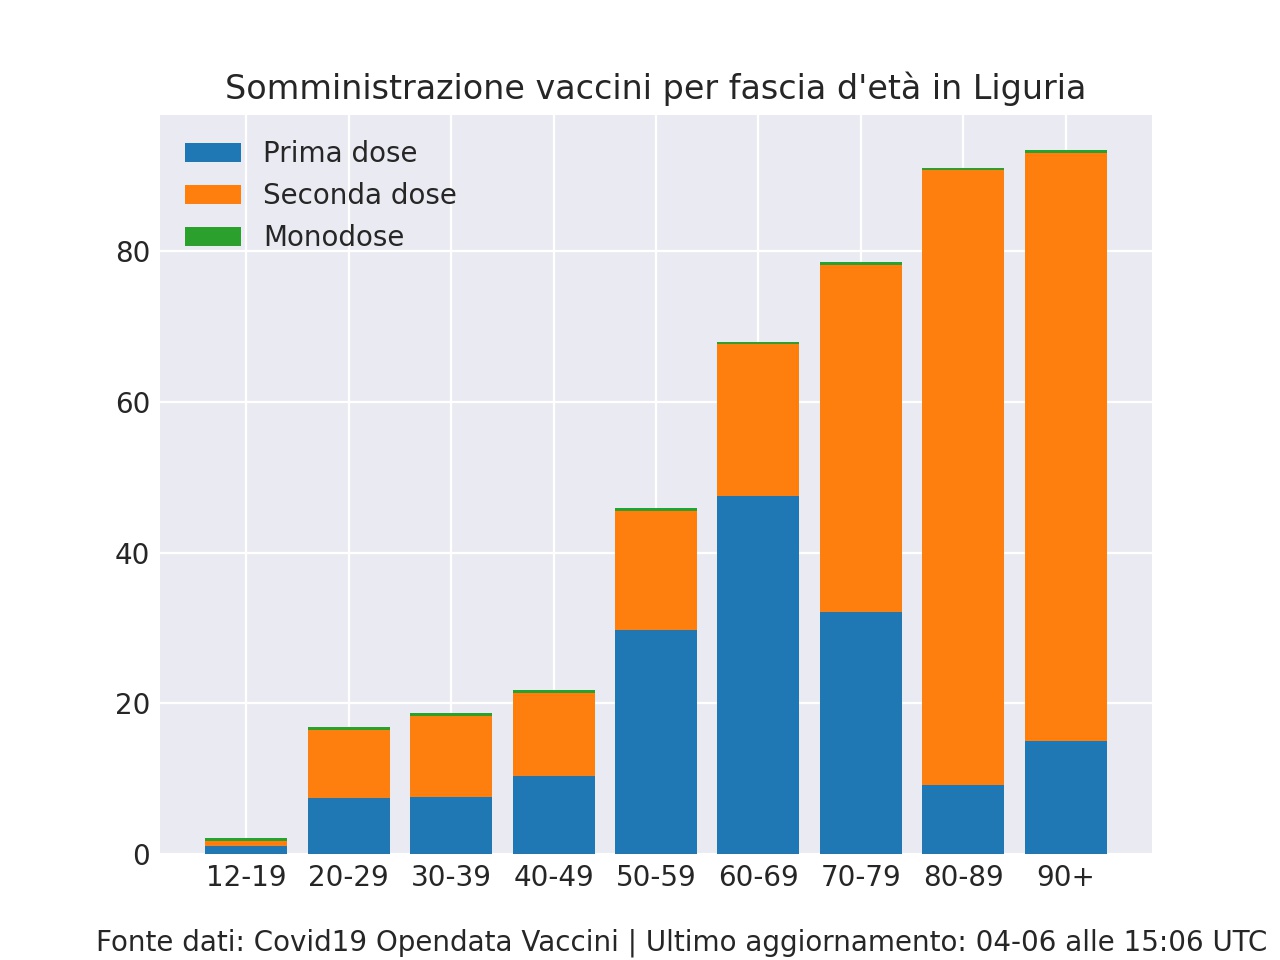 Somministrazione vaccini per fascia d'età in Liguria
Prima dose
Seconda dose
Monodose
80
60
40
20
0
12-19 20-29 30-39 40-49 50-59 60-69 70-79 80-89 90+
Fonte dati: Covid19 Opendata Vaccini | Ultimo aggiornamento: 04-06 alle 15:06 UTC